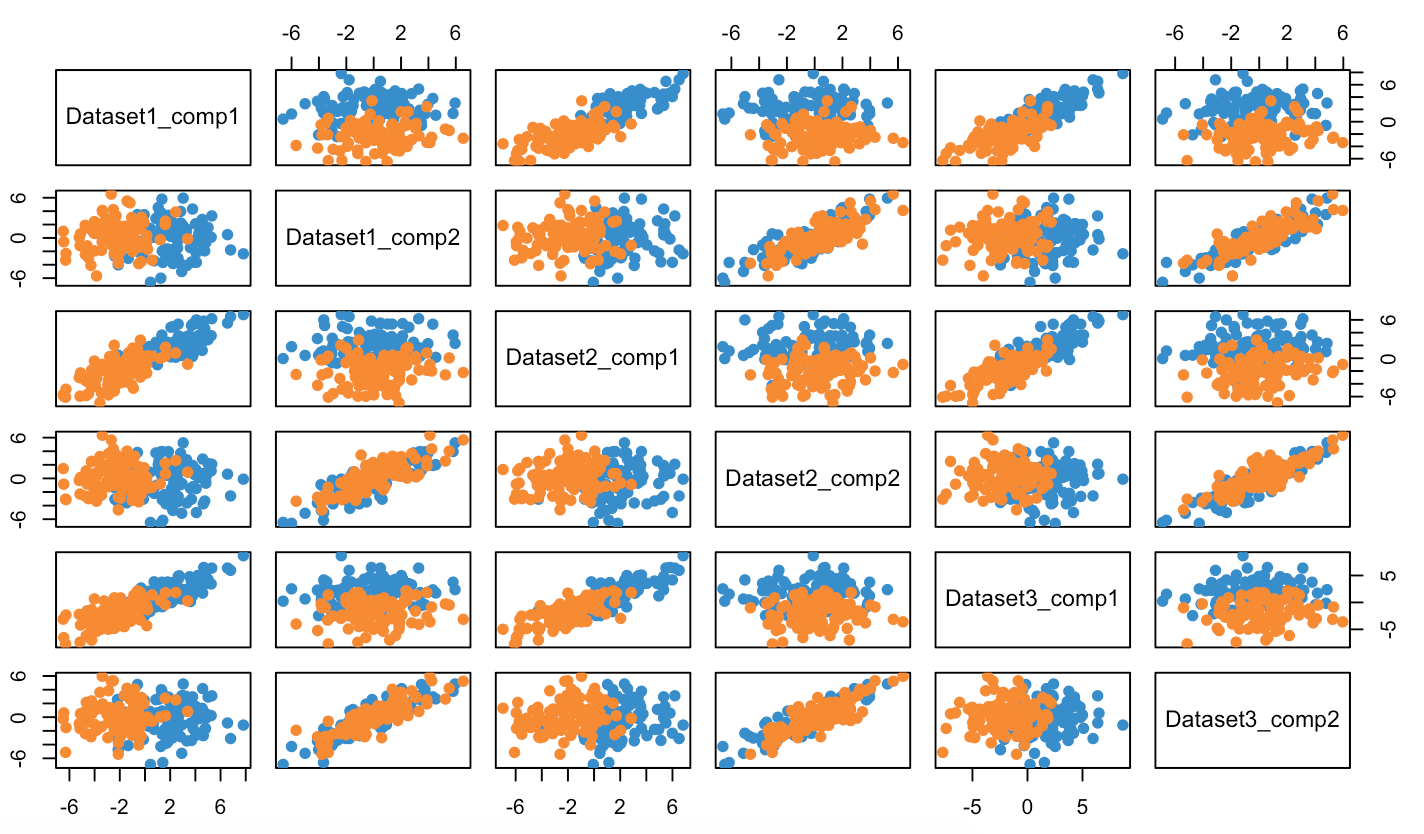 -6 -2 2 6 -6 -2 2 6 -6 -2 2 6
Dataset1_comp1
-6 0 6
-6 0 6
Dataset1_comp2
Dataset2_comp1
-6 0 6
-6 0 6
Dataset2_comp2
Dataset3_comp1
-5 5
-6 0 6
Dataset3_comp2
-6 -2 2 6 -6 -2 2 6 -5 0 5